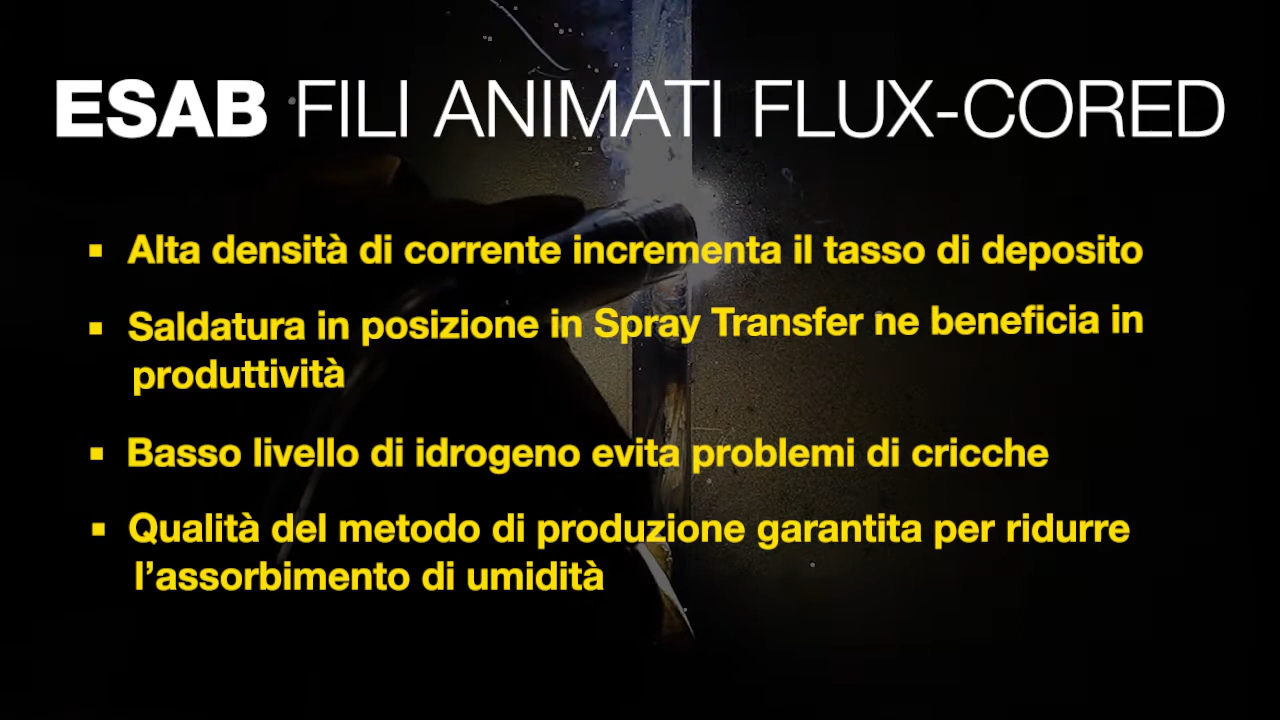 ESAB FILI ANIMATI FLUX-CORED
▪ Alta densità di corrente incrementa il tasso di deposito
▪ Saldatura in posizione in Spray Transfer ne beneficia in
produttività
▪ Basso livello di idrogeno evita problemi di cricche
▪ Qualità del metodo di produzione garantita per ridurre
l’assorbimento di umidità